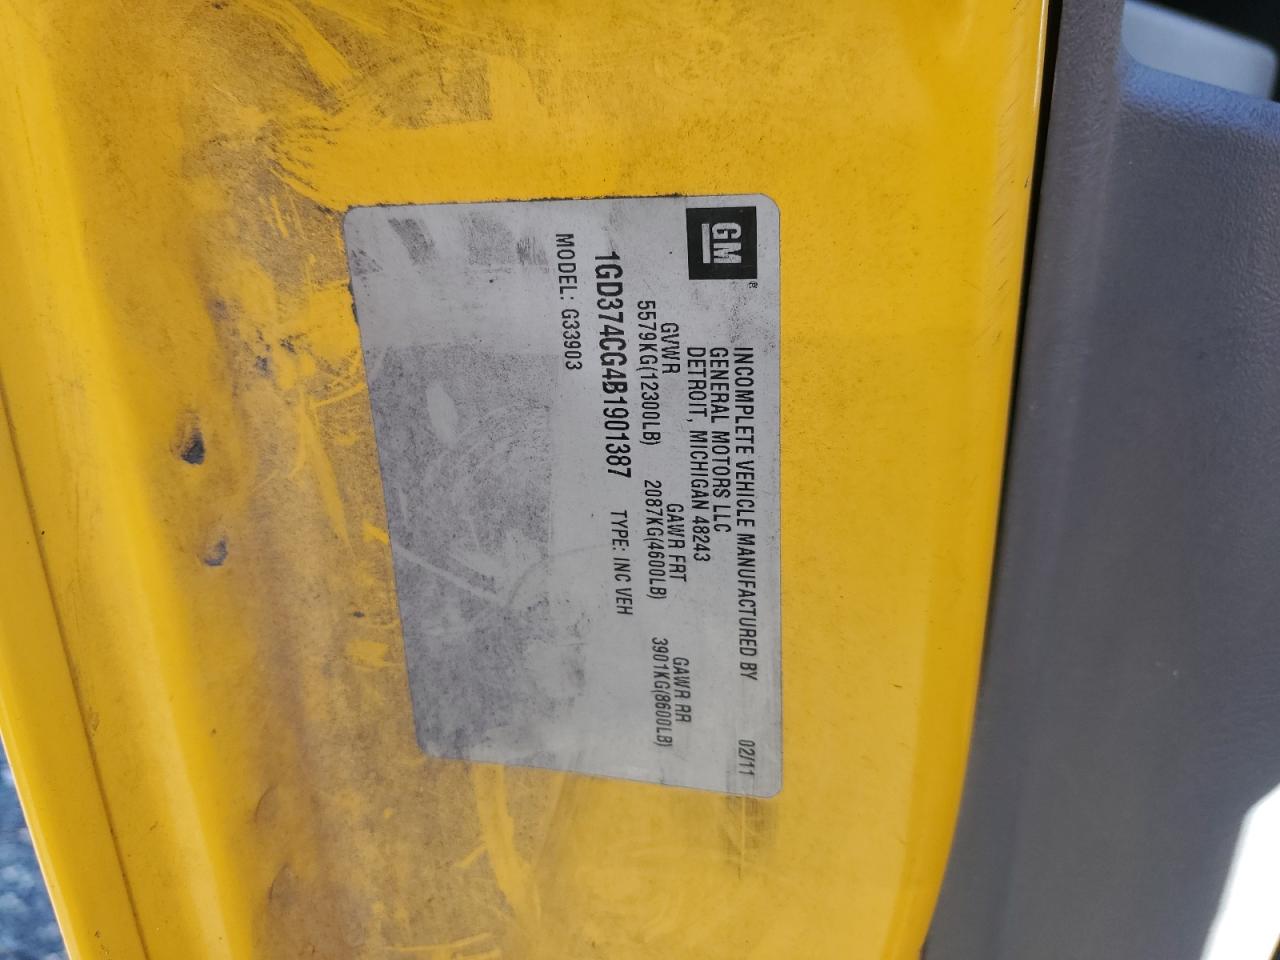 GM®
INCOMPLETE VEHICLE MANUFACTURED BY 02/11
GENERAL MOTORS LLC
DETROIT, MICHIGAN 48243
GVWR GAWR FRT GAWR RR
5579KG(12300LB) 2087KG(4600LB) 3901KG(8600LB)
1GD374CG4B1901387 TYPE: INC VEH
MODEL: G33903